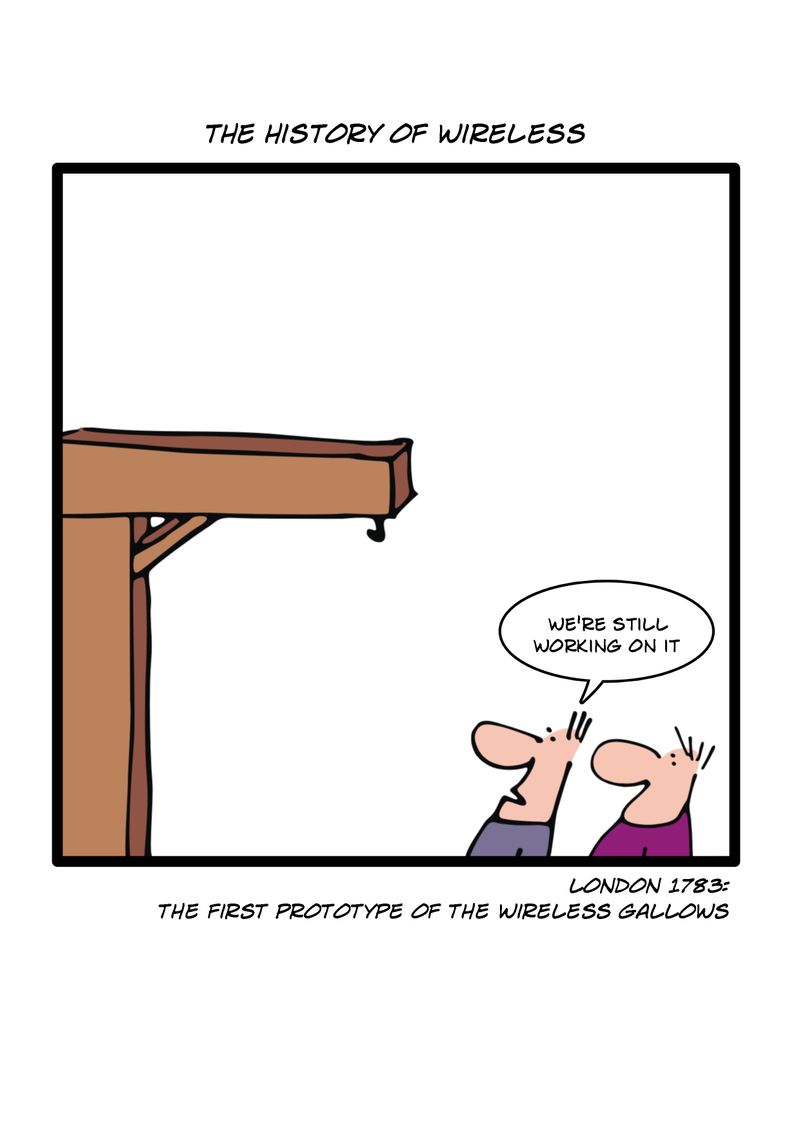 THE HISTORY OF WIRELESS
WE'RE STILL
WORKING ON IT
LONDON 1783:
THE FIRST PROTOTYPE OF THE WIRELESS GALLOWS